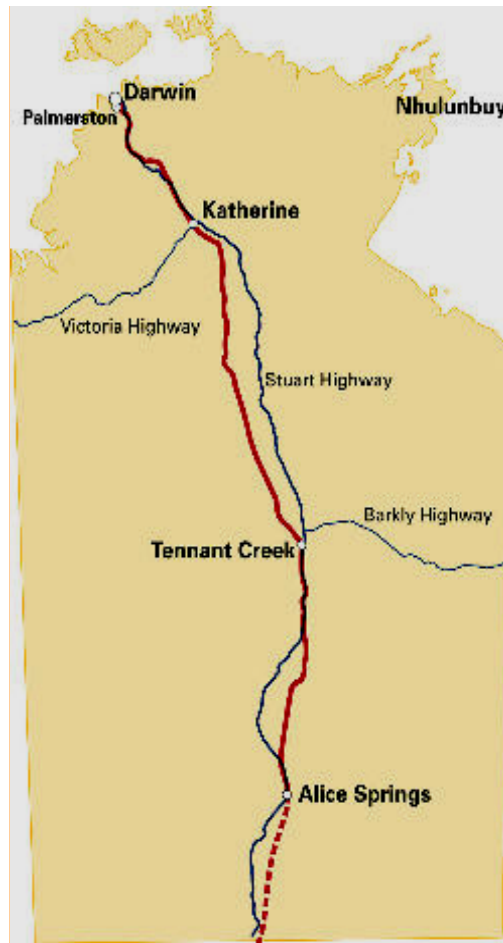 Darwin
Nhulunbuy
Palmerston
Katherine
Victoria Highway
Stuart Highway
Barkly Highway
Tennant Creek
Alice Springs